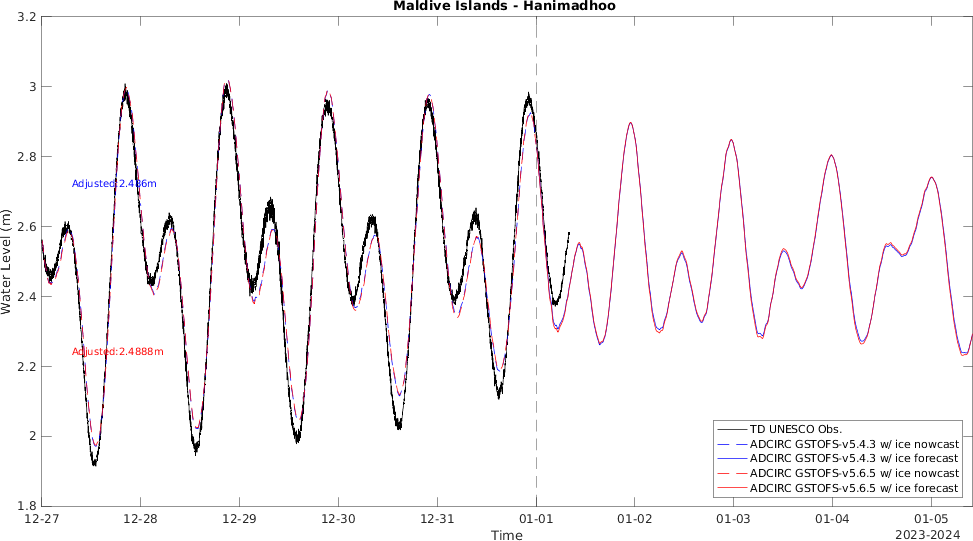 Maldive Islands - Hanimadhoo
3.2
3
2.8
2.6
2.4
2.2
2
1.8
Water Level (m)
Adjusted:2.486m
Adjusted:2.4888m
TD UNESCO Obs.
ADCIRC GSTOFS-v5.4.3 w/ ice nowcast
ADCIRC GSTOFS-v5.4.3 w/ ice forecast
ADCIRC GSTOFS-v5.6.5 w/ ice nowcast
ADCIRC GSTOFS-v5.6.5 w/ ice forecast
12-27 12-28 12-29 12-30 12-31 01-01 01-02 01-03 01-04 01-05
Time
2023-2024